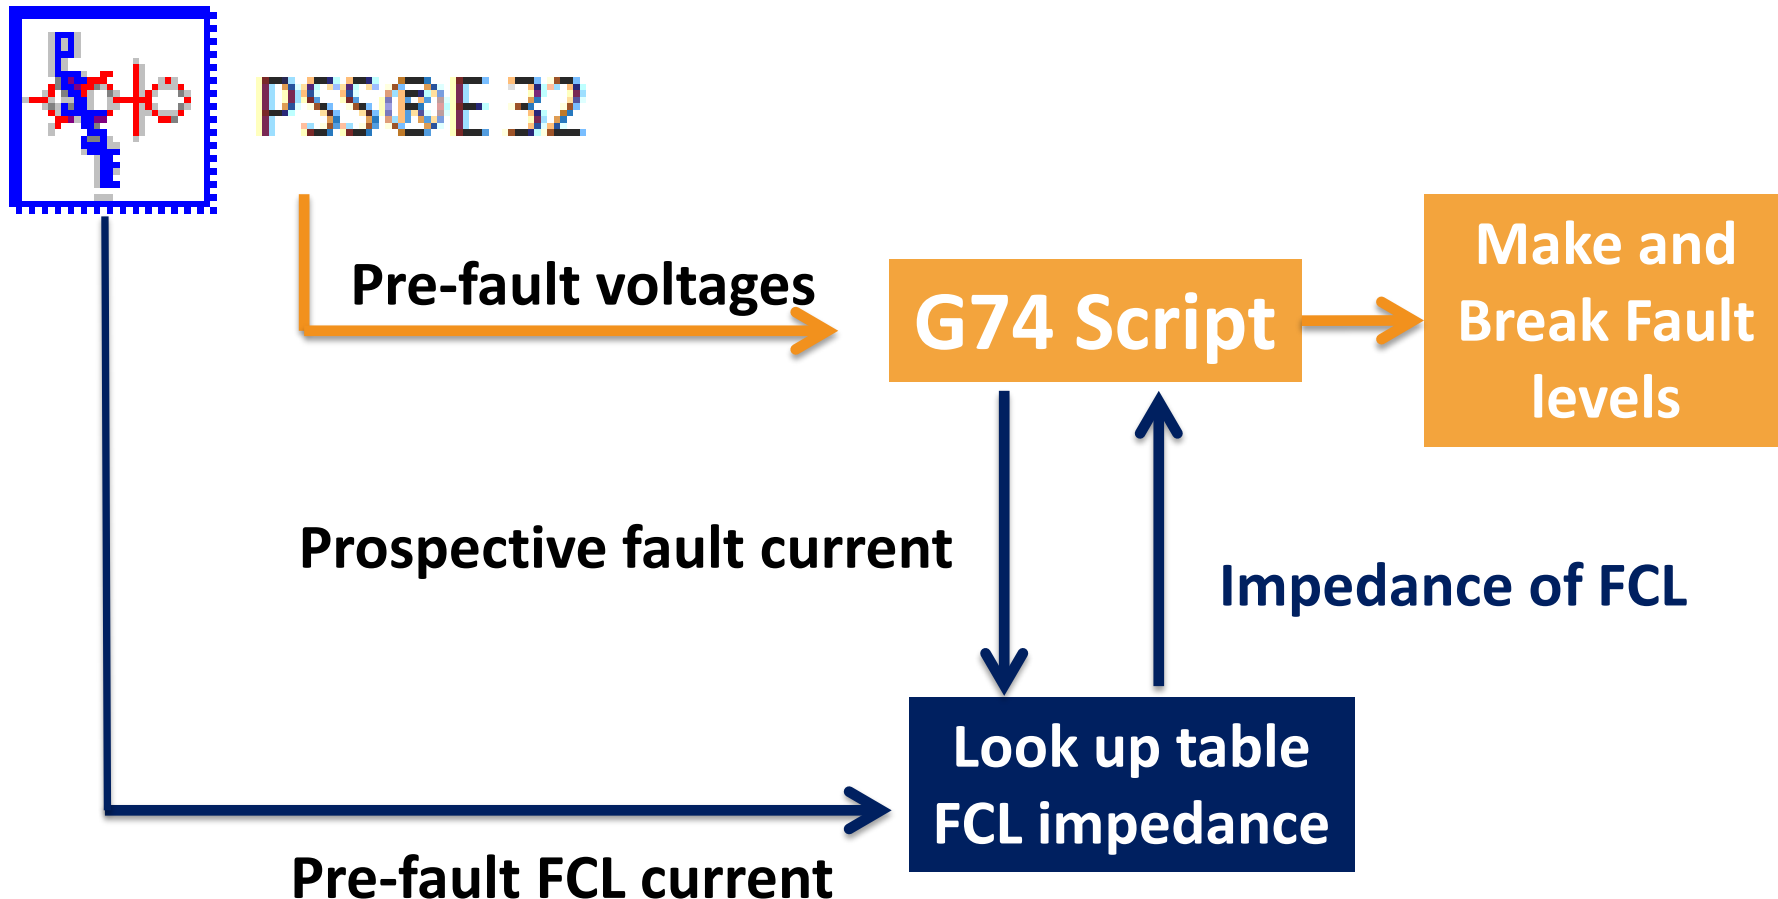 PSS®E 32
Pre-fault voltages
G74 Script
Make and
Break Fault
levels
Prospective fault current
Impedance of FCL
Look up table
FCL impedance
Pre-fault FCL current